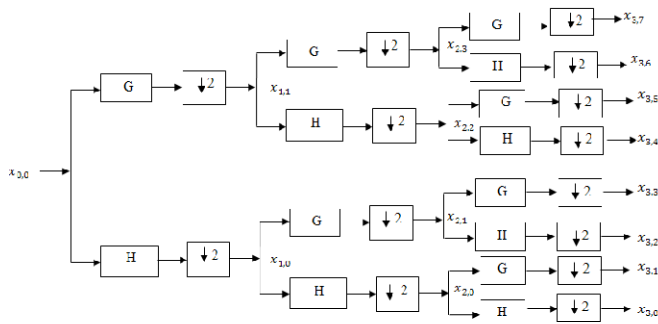 G ↓2 x3,7
G ↓2 x2,3
II ↓2 x3,6
G ↓2 x1,1
G ↓2 x3,5
H ↓2 x2,2
H ↓2 x3,4
x0,0
G ↓2 x3,3
G ↓2 x2,1
II ↓2 x3,2
H ↓2 x1,0
G ↓2 x3,1
H ↓2 x2,0
H ↓2 x3,0